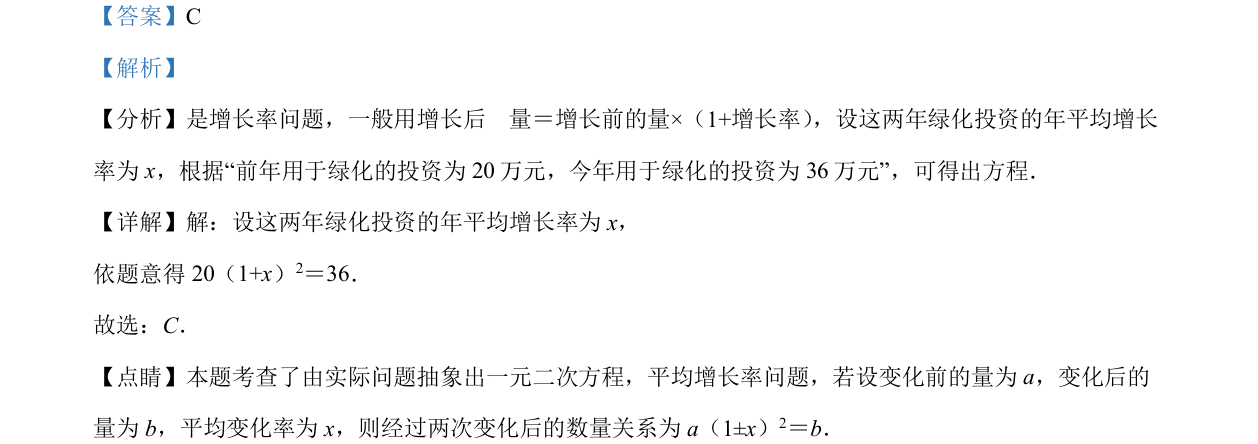 【答案】C
【解析】
【分析】是增长率问题，一般用增长后　量＝增长前的量×（1+增长率），设这两年绿化投资的年平均增长
率为 x，根据“前年用于绿化的投资为 20 万元，今年用于绿化的投资为 36 万元”，可得出方程．
【详解】解：设这两年绿化投资的年平均增长率为 x，
依题意得 20（1+x）²＝36．
故选：C．
【点睛】本题考查了由实际问题抽象出一元二次方程，平均增长率问题，若设变化前的量为 a，变化后的
量为 b，平均变化率为 x，则经过两次变化后的数量关系为 a（1±x）²＝b．